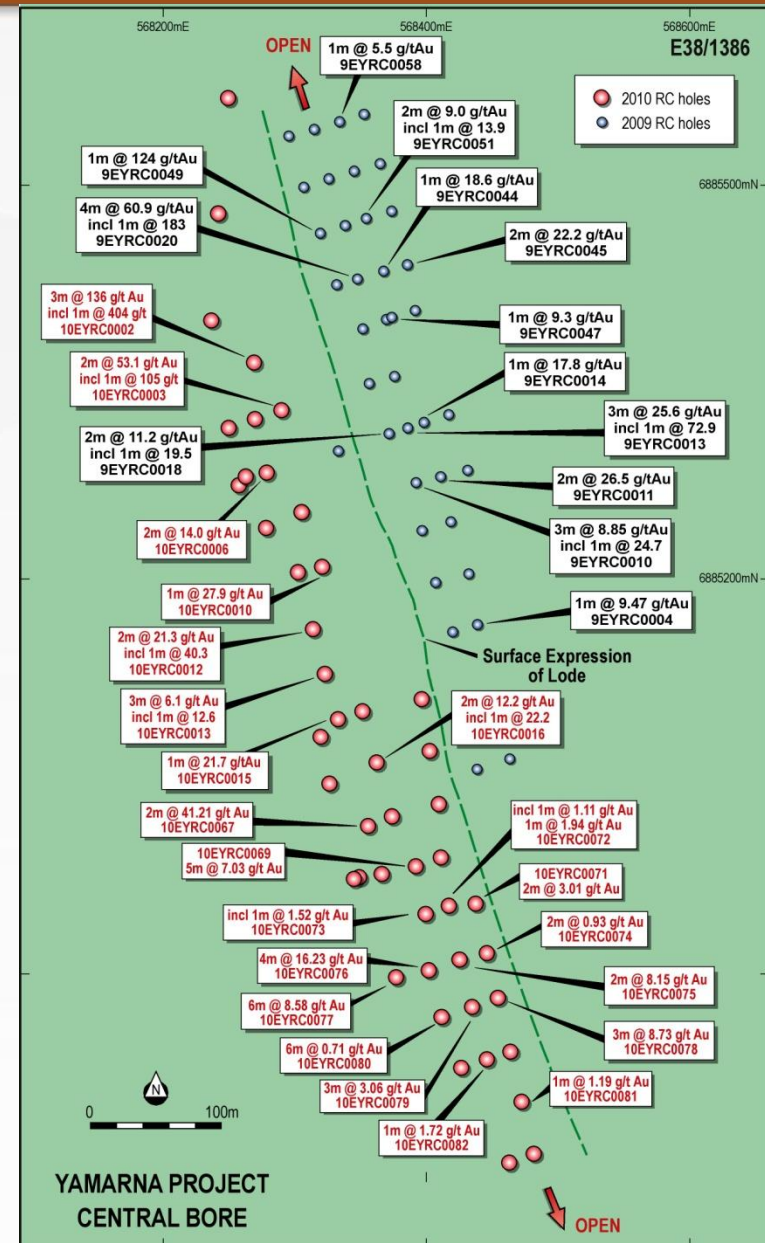 568200mE
568400mE
568600mE
OPEN
E38/1386
2010 RC holes
2009 RC holes
1m @ 5.5 g/tAu
9EYRC0058
2m @ 9.0 g/tAu
incl 1m @ 13.9
9EYRC0051
1m @ 124 g/tAu
9EYRC0049
1m @ 18.6 g/tAu
9EYRC0044
6885500mN
4m @ 60.9 g/tAu
incl 1m @ 183
9EYRC0020
2m @ 22.2 g/tAu
9EYRC0045
3m @ 136 g/t Au
incl 1m @ 404 g/t
10EYRC0002
1m @ 9.3 g/tAu
9EYRC0047
2m @ 53.1 g/t Au
incl 1m @ 105 g/t
10EYRC0003
1m @ 17.8 g/tAu
9EYRC0014
3m @ 25.6 g/tAu
incl 1m @ 72.9
9EYRC0013
2m @ 11.2 g/tAu
incl 1m @ 19.5
9EYRC0018
2m @ 26.5 g/tAu
9EYRC0011
2m @ 14.0 g/t Au
10EYRC0006
3m @ 8.85 g/tAu
incl 1m @ 24.7
9EYRC0010
6885200mN
1m @ 27.9 g/t Au
10EYRC0010
1m @ 9.47 g/tAu
9EYRC0004
2m @ 21.3 g/t Au
incl 1m @ 40.3
10EYRC0012
Surface Expression
of Lode
3m @ 6.1 g/t Au
incl 1m @ 12.6
10EYRC0013
2m @ 12.2 g/t Au
incl 1m @ 22.2
10EYRC0016
1m @ 21.7 g/tAu
10EYRC0015
2m @ 41.21 g/t Au
10EYRC0067
incl 1m @ 1.11 g/t Au
1m @ 1.94 g/t Au
10EYRC0072
10EYRC0069
5m @ 7.03 g/t Au
10EYRC0071
2m @ 3.01 g/t Au
incl 1m @ 1.52 g/t Au
10EYRC0073
2m @ 0.93 g/t Au
10EYRC0074
4m @ 16.23 g/t Au
10EYRC0076
2m @ 8.15 g/t Au
10EYRC0075
6m @ 8.58 g/t Au
10EYRC0077
3m @ 8.73 g/t Au
10EYRC0078
6m @ 0.71 g/t Au
10EYRC0080
3m @ 3.06 g/t Au
10EYRC0079
1m @ 1.19 g/t Au
10EYRC0081
1m @ 1.72 g/t Au
10EYRC0082
N
0 100m
YAMARNA PROJECT
CENTRAL BORE
OPEN